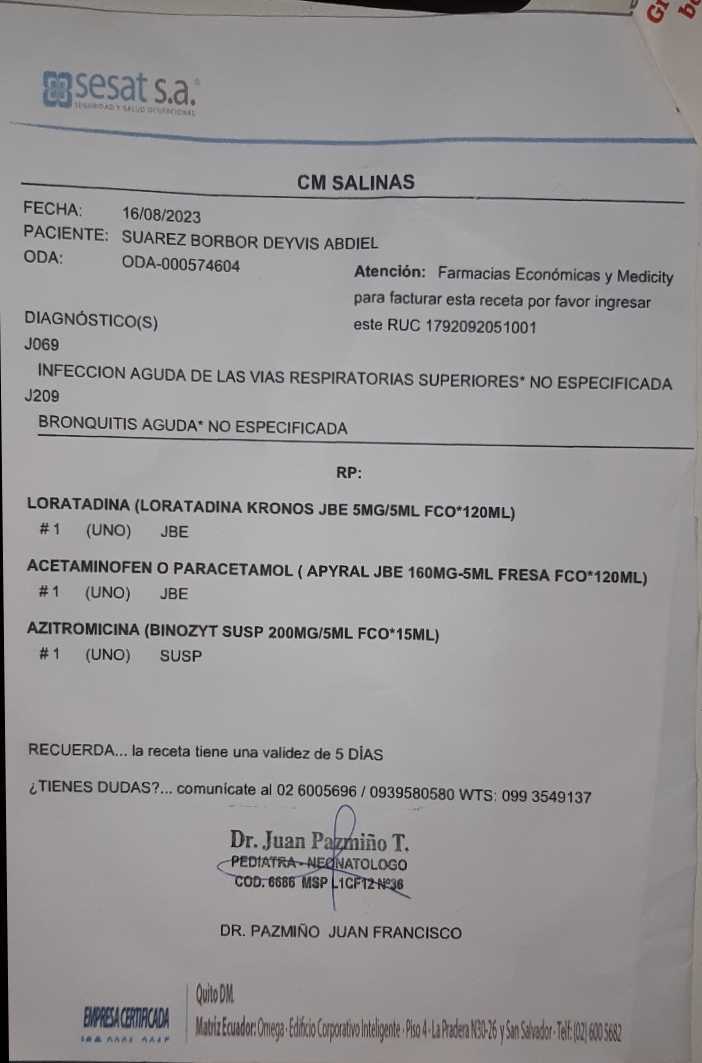 Gr
be
sesat s.a.®
SEGURIDAD Y SALUD OCUPACIONAL
CM SALINAS
FECHA: 16/08/2023
PACIENTE: SUAREZ BORBOR DEYVIS ABDIEL
ODA: ODA-000574604
Atención: Farmacias Económicas y Medicity
para facturar esta receta por favor ingresar
este RUC 1792092051001
DIAGNÓSTICO(S)
J069
INFECCION AGUDA DE LAS VIAS RESPIRATORIAS SUPERIORES* NO ESPECIFICADA
J209
BRONQUITIS AGUDA* NO ESPECIFICADA
RP:
LORATADINA (LORATADINA KRONOS JBE 5MG/5ML FCO*120ML)
# 1 (UNO) JBE
ACETAMINOFEN O PARACETAMOL ( APYRAL JBE 160MG-5ML FRESA FCO*120ML)
# 1 (UNO) JBE
AZITROMICINA (BINOZYT SUSP 200MG/5ML FCO*15ML)
# 1 (UNO) SUSP
RECUERDA... la receta tiene una validez de 5 DÍAS
¿TIENES DUDAS?... comunícate al 02 6005696 / 0939580580 WTS: 099 3549137
Dr. Juan Pazmiño T.
PEDIATRA - NEONATOLOGO
COD. 6686 MSP L1CF12 Nº36
DR. PAZMIÑO JUAN FRANCISCO
Quito DM.
EMPRESA CERTIFICADA
Matriz Ecuador: Omega - Edificio Corporativo Inteligente - Piso 4 - La Pradera N30-26 y San Salvador - Telf: (02) 600 5682